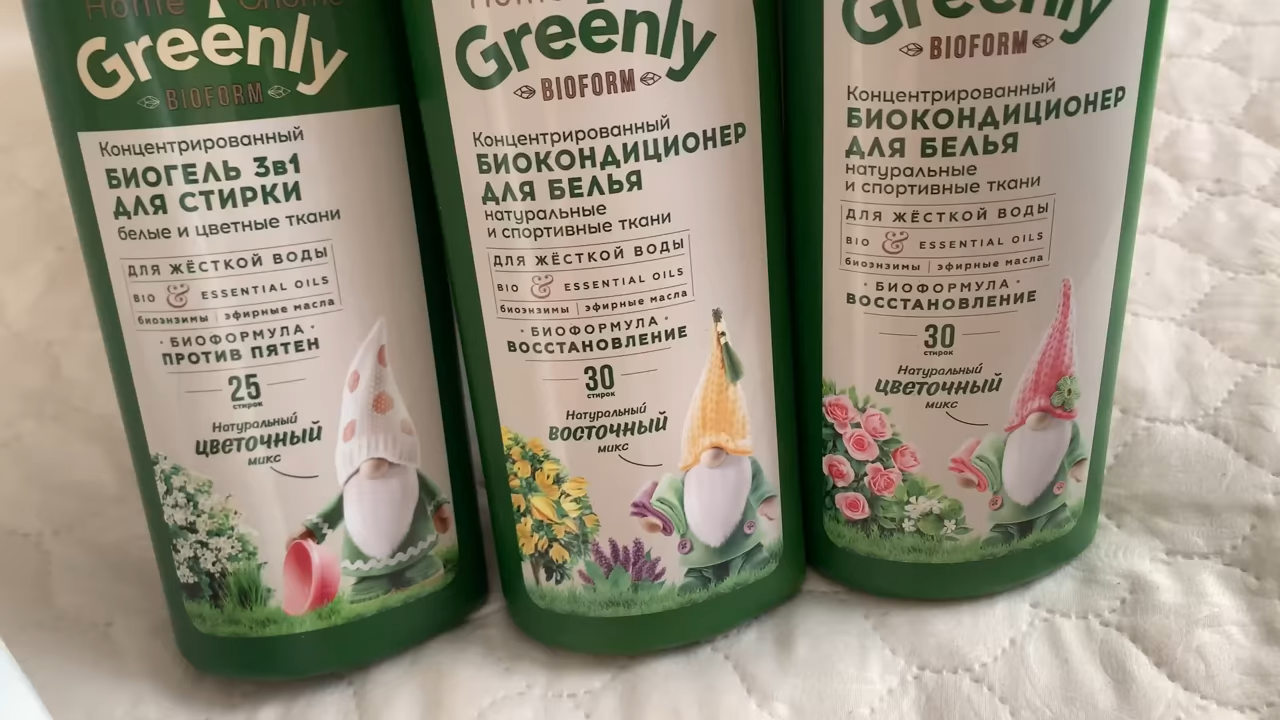 Home Gnome
Greenly
BIOFORM
Концентрированный
БИОГЕЛЬ 3в1
ДЛЯ СТИРКИ
белые и цветные ткани
ДЛЯ ЖЁСТКОЙ ВОДЫ
BIO & ESSENTIAL OILS
биоэнзимы | эфирные масла
· БИОФОРМУЛА ·
ПРОТИВ ПЯТЕН
25
стирок
Натуральный
цветочный
микс
Home Gnome
Greenly
BIOFORM
Концентрированный
БИОКОНДИЦИОНЕР
ДЛЯ БЕЛЬЯ
натуральные
и спортивные ткани
ДЛЯ ЖЁСТКОЙ ВОДЫ
BIO & ESSENTIAL OILS
биоэнзимы | эфирные масла
· БИОФОРМУЛА ·
ВОССТАНОВЛЕНИЕ
30
стирок
Натуральный
восточный
микс
Greenly
BIOFORM
Концентрированный
БИОКОНДИЦИОНЕР
ДЛЯ БЕЛЬЯ
натуральные
и спортивные ткани
ДЛЯ ЖЁСТКОЙ ВОДЫ
BIO & ESSENTIAL OILS
биоэнзимы | эфирные масла
· БИОФОРМУЛА ·
ВОССТАНОВЛЕНИЕ
30
стирок
Натуральный
цветочный
микс